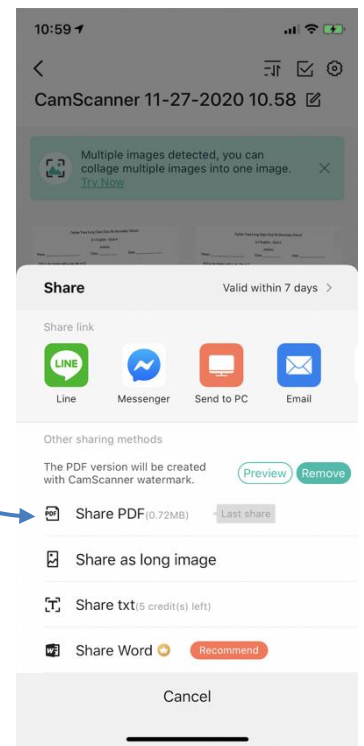 10:59
CamScanner 11-27-2020 10.58
Multiple images detected, you can
collage multiple images into one image.
Try Now
Share
Valid within 7 days >
Share link
LINE
Line
Messenger
Send to PC
Email
Other sharing methods
The PDF version will be created
with CamScanner watermark.
Preview
Remove
PDF
Share PDF(0.72MB)
Last share
Share as long image
Share txt(5 credit(s) left)
Share Word
Recommend
Cancel